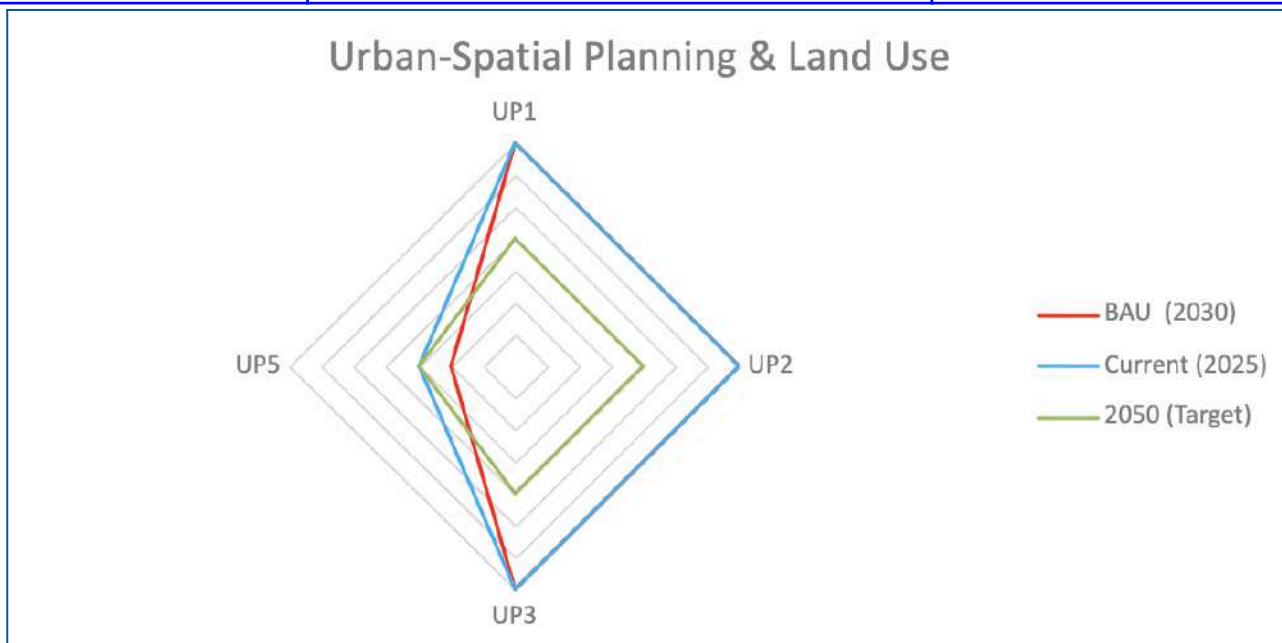 Urban-Spatial Planning & Land Use
UP1
UP5
UP2
UP3
BAU (2030)
Current (2025)
2050 (Target)